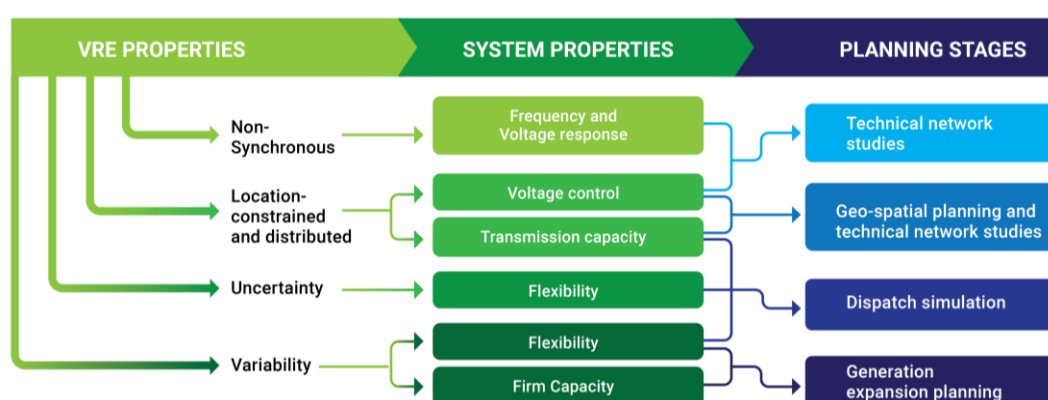 VRE PROPERTIES
SYSTEM PROPERTIES
PLANNING STAGES
Non-
Synchronous
Location-
constrained
and distributed
Uncertainty
Variability
Frequency and
Voltage response
Voltage control
Transmission capacity
Flexibility
Flexibility
Firm Capacity
Technical network
studies
Geo-spatial planning and
technical network studies
Dispatch simulation
Generation
expansion planning